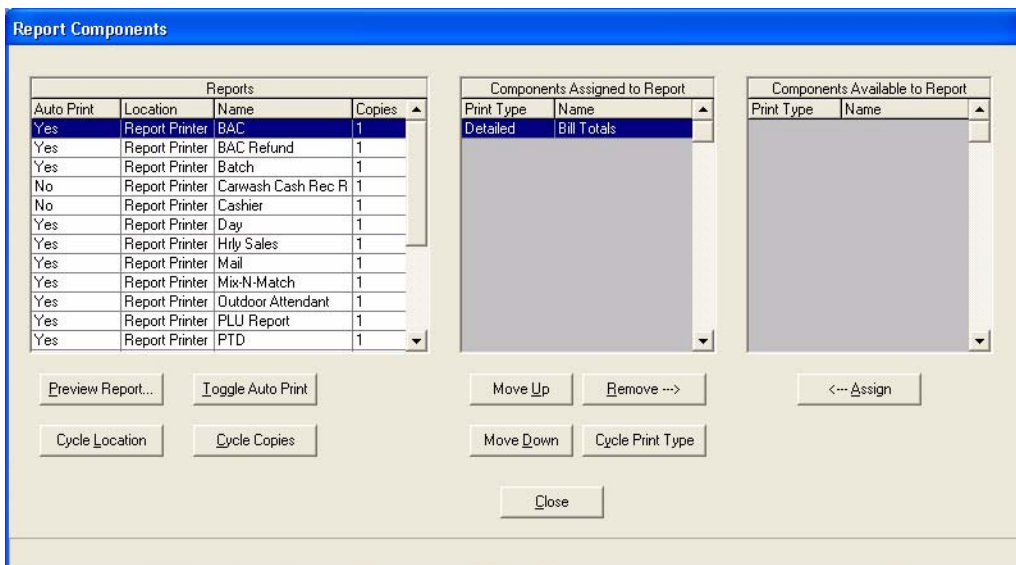 Report Components
Reports
Auto Print Location Name Copies
Yes Report Printer BAC 1
Yes Report Printer BAC Refund 1
Yes Report Printer Batch 1
No Report Printer Carwash Cash Rec R 1
No Report Printer Cashier 1
Yes Report Printer Day 1
Yes Report Printer Hrly Sales 1
Yes Report Printer Mail 1
Yes Report Printer Mix-N-Match 1
Yes Report Printer Outdoor Attendant 1
Yes Report Printer PLU Report 1
Yes Report Printer PTD 1
Components Assigned to Report
Print Type Name
Detailed Bill Totals
Components Available to Report
Print Type Name
Preview Report... Toggle Auto Print Move Up Remove ---> <--- Assign
Cycle Location Cycle Copies Move Down Cycle Print Type
Close